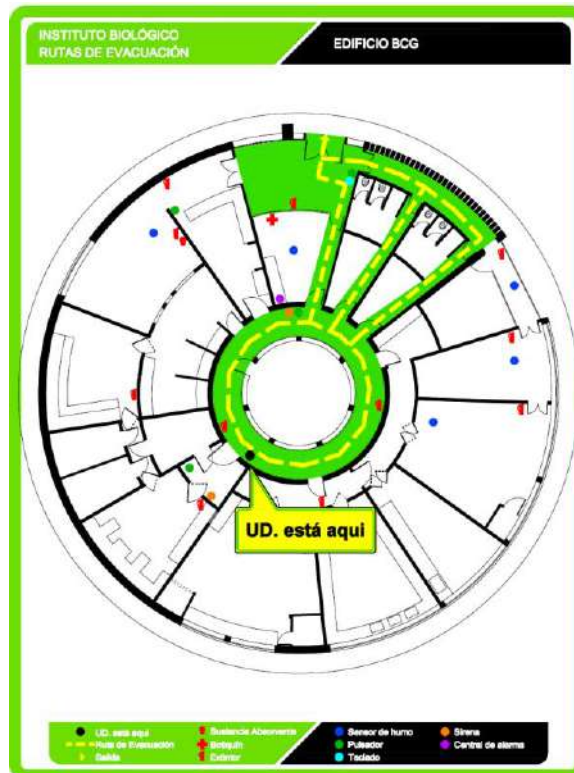 INSTITUTO BIOLÓGICO
RUTAS DE EVACUACIÓN
EDIFICIO BCG
UD. está aqui
UD. está aqui
Ruta de Evacuación
Salida
Sustancia Absorvente
Botiquín
Extintor
Sensor de humo
Pulsador
Teclado
Sirena
Central de alarma